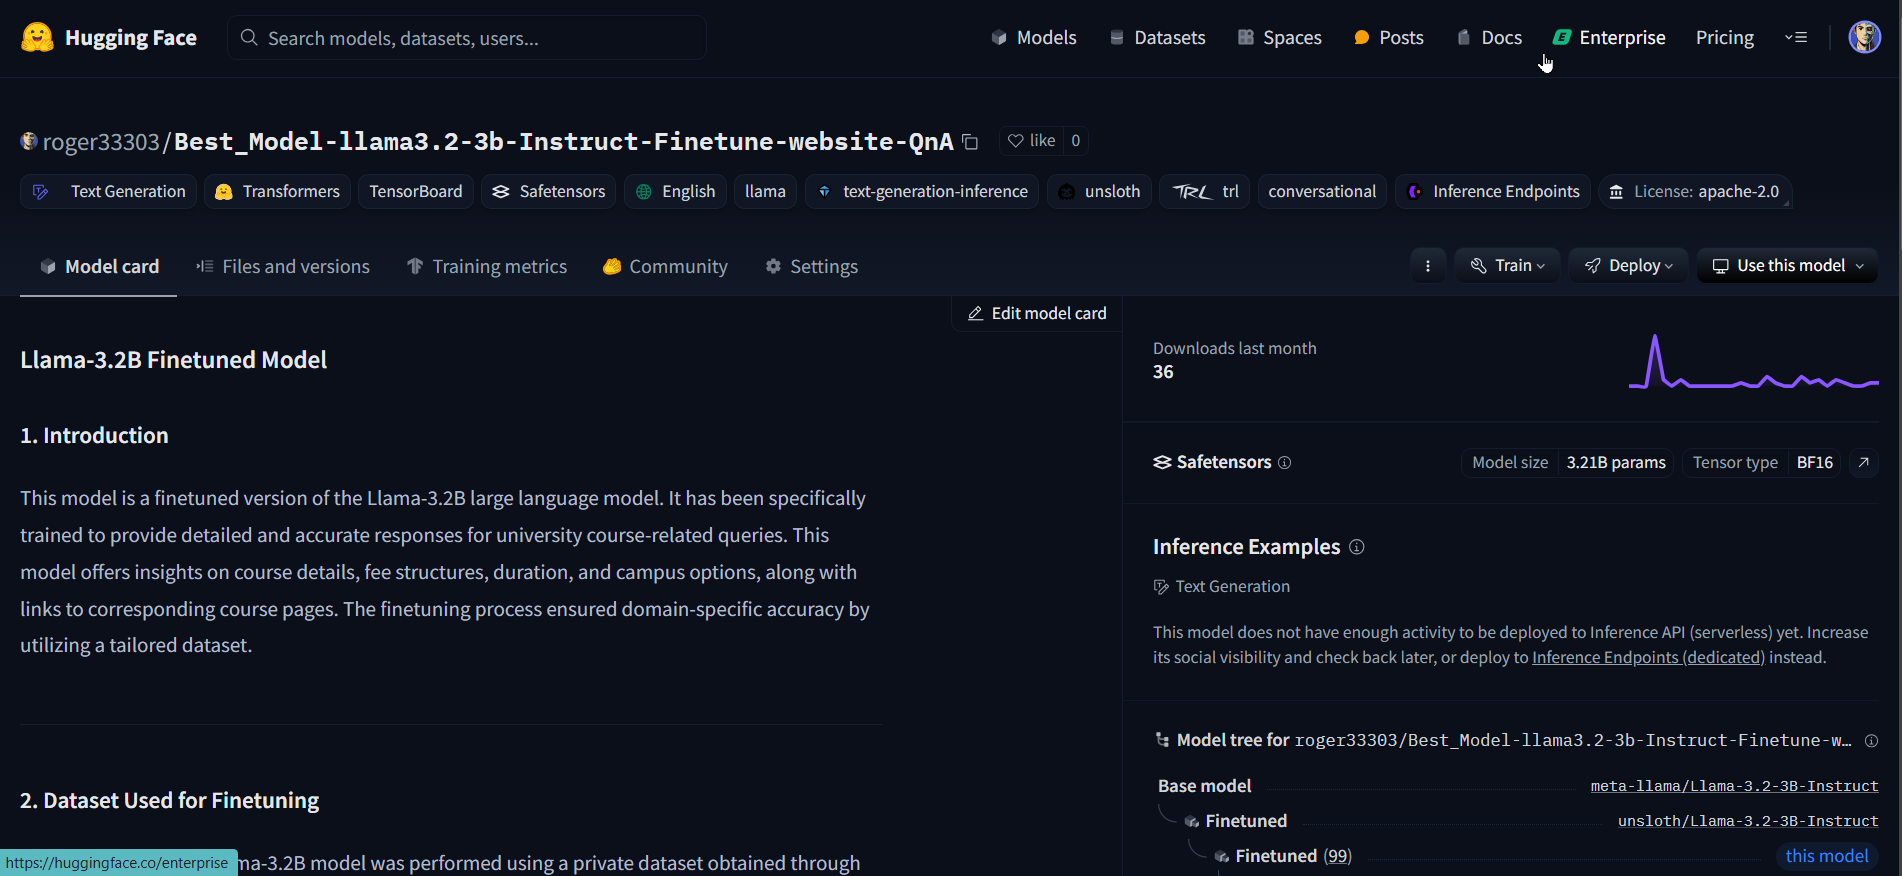 Hugging Face
Search models, datasets, users...
Models
Datasets
Spaces
Posts
Docs
Enterprise
Pricing
roger33303/Best_Model-llama3.2-3b-Instruct-Finetune-website-QnA
like 0
Text Generation
Transformers
TensorBoard
Safetensors
English
llama
text-generation-inference
unsloth
TRL trl
conversational
Inference Endpoints
License: apache-2.0
Model card
Files and versions
Training metrics
Community
Settings
Train
Deploy
Use this model
Edit model card
Llama-3.2B Finetuned Model
1. Introduction
This model is a finetuned version of the Llama-3.2B large language model. It has been specifically
trained to provide detailed and accurate responses for university course-related queries. This
model offers insights on course details, fee structures, duration, and campus options, along with
links to corresponding course pages. The finetuning process ensured domain-specific accuracy by
utilizing a tailored dataset.
2. Dataset Used for Finetuning
ma-3.2B model was performed using a private dataset obtained through
https://huggingface.co/enterprise
Downloads last month
36
Safetensors
Model size 3.21B params
Tensor type BF16
Inference Examples
Text Generation
This model does not have enough activity to be deployed to Inference API (serverless) yet. Increase
its social visibility and check back later, or deploy to Inference Endpoints (dedicated) instead.
Model tree for roger33303/Best_Model-llama3.2-3b-Instruct-Finetune-w…
Base model meta-llama/Llama-3.2-3B-Instruct
Finetuned unsloth/Llama-3.2-3B-Instruct
Finetuned (99) this model